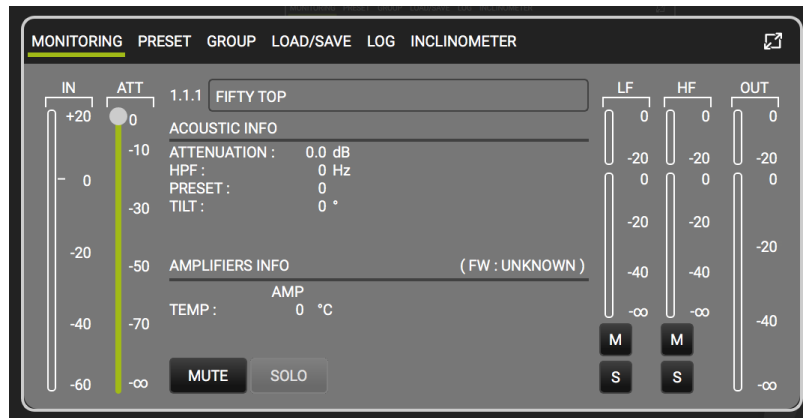 MONITORING PRESET GROUP LOAD/SAVE LOG INCLINOMETER
IN ATT LF HF OUT
1.1.1 FIFTY TOP
ACOUSTIC INFO
ATTENUATION : 0.0 dB
HPF : 0 Hz
PRESET : 0
TILT : 0 °
AMPLIFIERS INFO ( FW : UNKNOWN )
AMP
TEMP : 0 °C
MUTE SOLO
+20
0
-20
-40
-60
0
-10
-30
-50
-70
-∞
0
-20
0
-20
-40
-∞
M
S
0
-20
0
-20
-40
-∞
M
S
0
-20
0
-20
-40
-∞